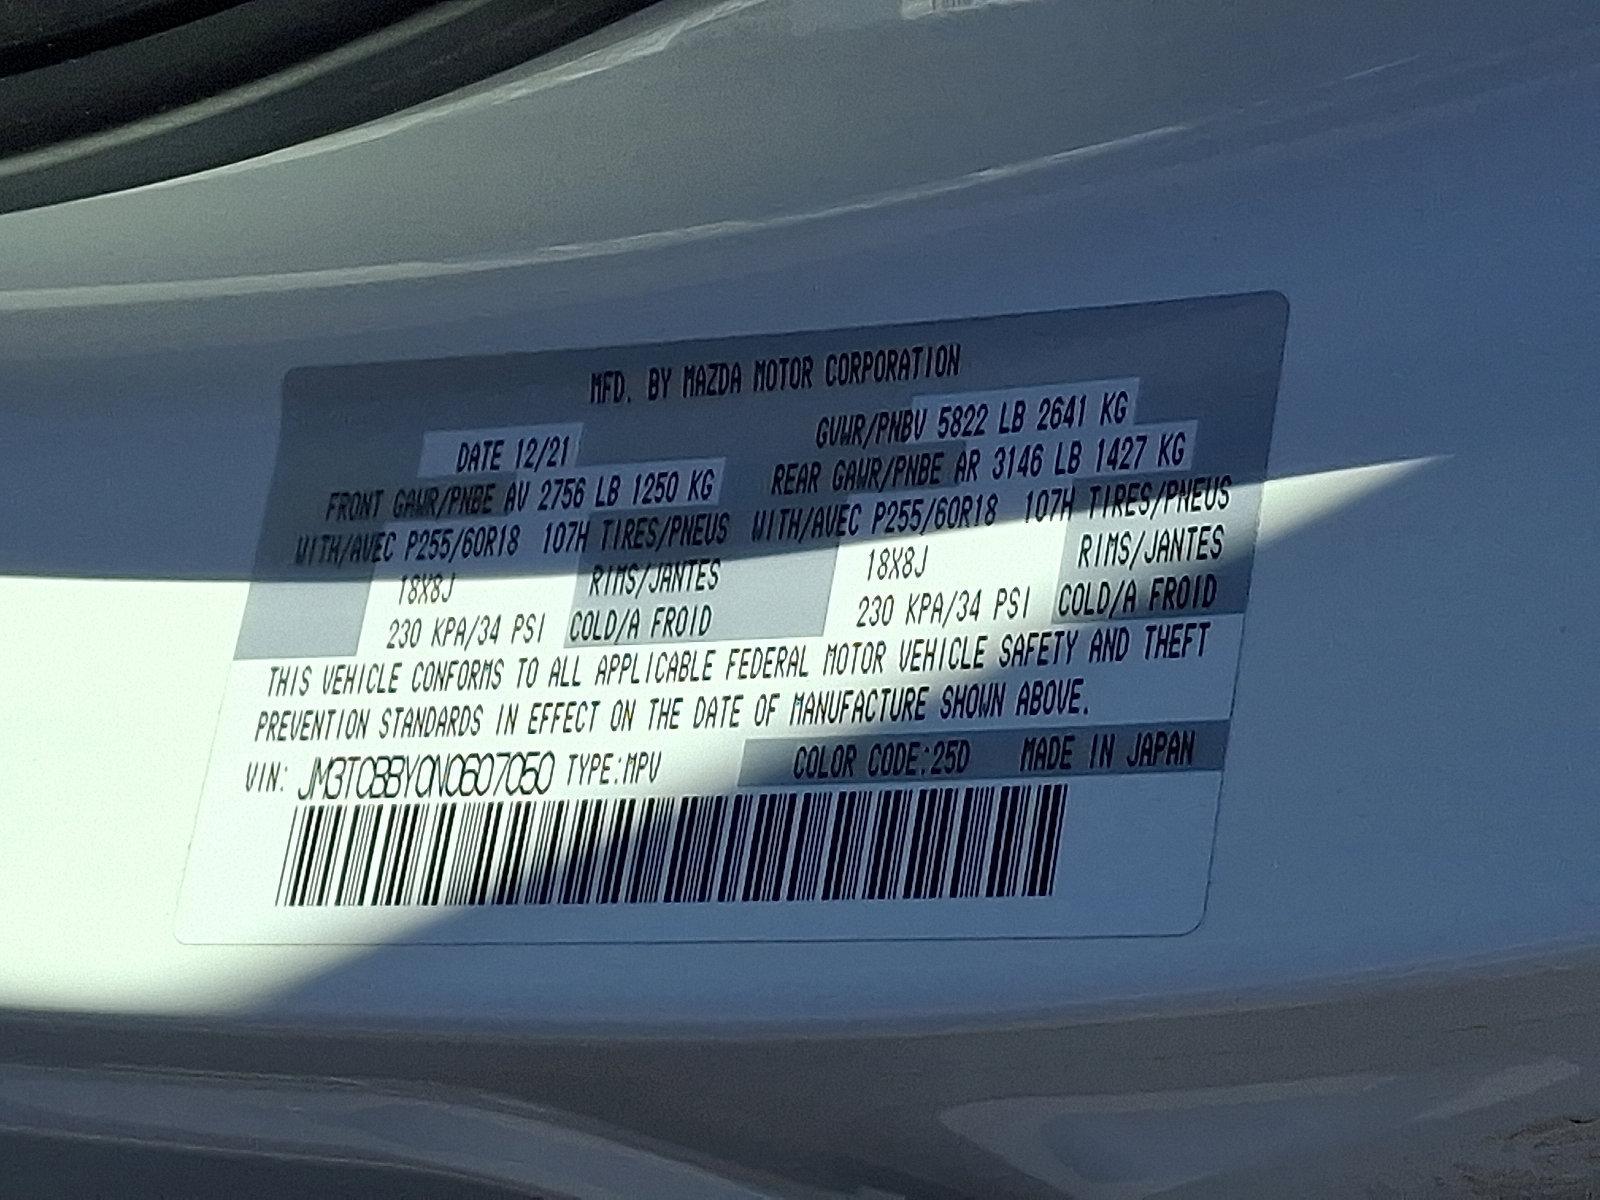 MFD. BY MAZDA MOTOR CORPORATION
DATE 12/21 GVWR/PNBV 5822 LB 2641 KG
FRONT GAWR/PNBE AV 2756 LB 1250 KG REAR GAWR/PNBE AR 3146 LB 1427 KG
WITH/AVEC P255/60R18 107H TIRES/PNEUS WITH/AVEC P255/60R18 107H TIRES/PNEUS
18X8J RIMS/JANTES 18X8J RIMS/JANTES
230 KPA/34 PSI COLD/A FROID 230 KPA/34 PSI COLD/A FROID
THIS VEHICLE CONFORMS TO ALL APPLICABLE FEDERAL MOTOR VEHICLE SAFETY AND THEFT
PREVENTION STANDARDS IN EFFECT ON THE DATE OF MANUFACTURE SHOWN ABOVE.
VIN: JM3TCBBY0N0607050 TYPE:MPV COLOR CODE:25D MADE IN JAPAN